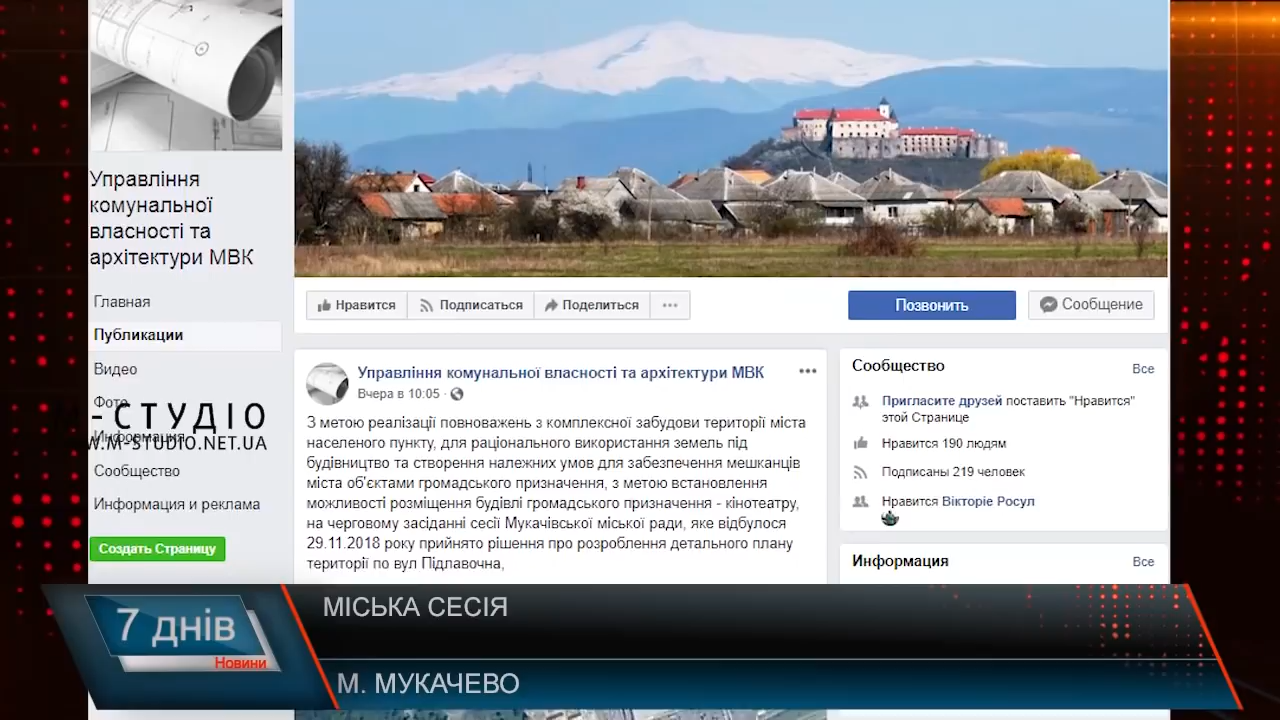 Управління
комунальної
власності та
архітектури МВК
Главная
Публикации
Видео
Фото
Информация
Сообщество
Информация и реклама
Создать Страницу
-СТУДІО
W.M-STUDIO.NET.UA
Нравится
Подписаться
Поделиться
Позвонить
Сообщение
Управління комунальної власності та архітектури МВК
Вчера в 10:05
З метою реалізації повноважень з комплексної забудови території міста
населеного пункту, для раціонального використання земель під
будівництво та створення належних умов для забезпечення мешканців
міста об'єктами громадського призначення, з метою встановлення
можливості розміщення будівлі громадського призначення - кінотеатру,
на черговому засіданні сесії Мукачівської міської ради, яке відбулося
29.11.2018 року прийнято рішення про розроблення детального плану
території по вул Підлавочна,
Сообщество
Все
Пригласите друзей поставить "Нравится"
этой Странице
Нравится 190 людям
Подписаны 219 человек
Нравится Вікторіе Росул
Информация
Все
7 днів
Новини
МІСЬКА СЕСІЯ
М. МУКАЧЕВО